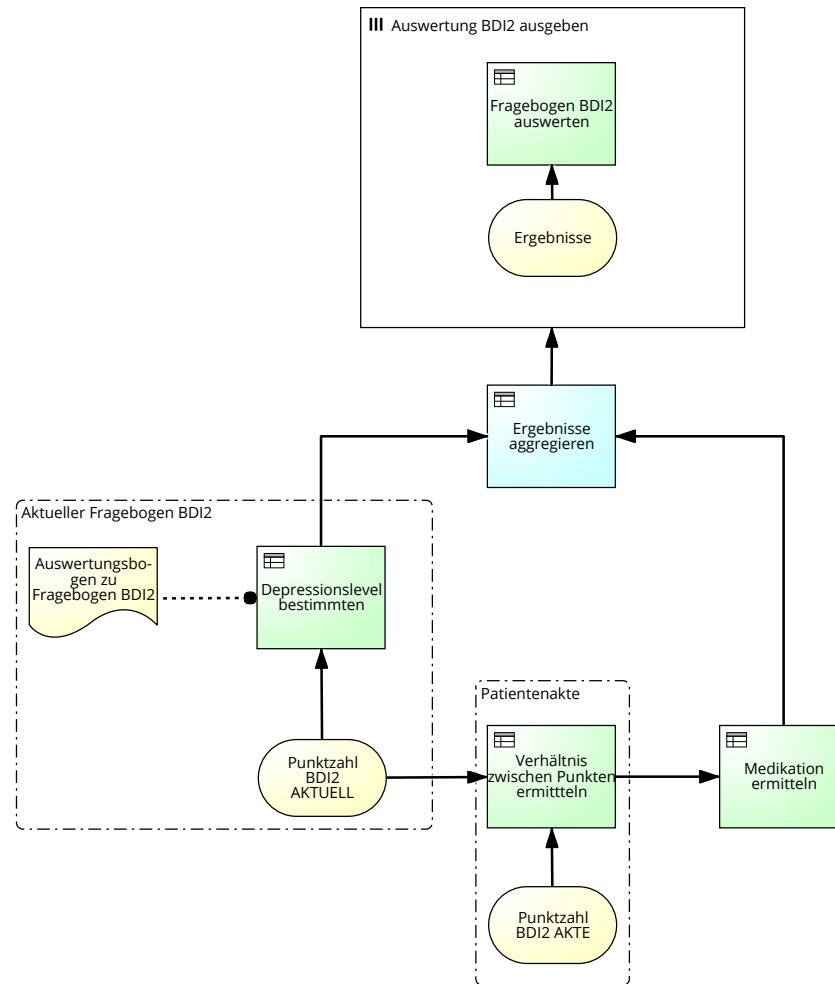 Auswertung BDI2 ausgeben
Fragebogen BDI2
auswerten
Ergebnisse
Ergebnisse
aggregieren
Aktueller Fragebogen BDI2
Auswertungsbo-
gen zu
Fragebogen BDI2
Depressionslevel
bestimmten
Punktzahl
BDI2
AKTUELL
Patientenakte
Verhältnis
zwischen Punkten
ermittteln
Medikation
ermitteln
Punktzahl
BDI2 AKTE